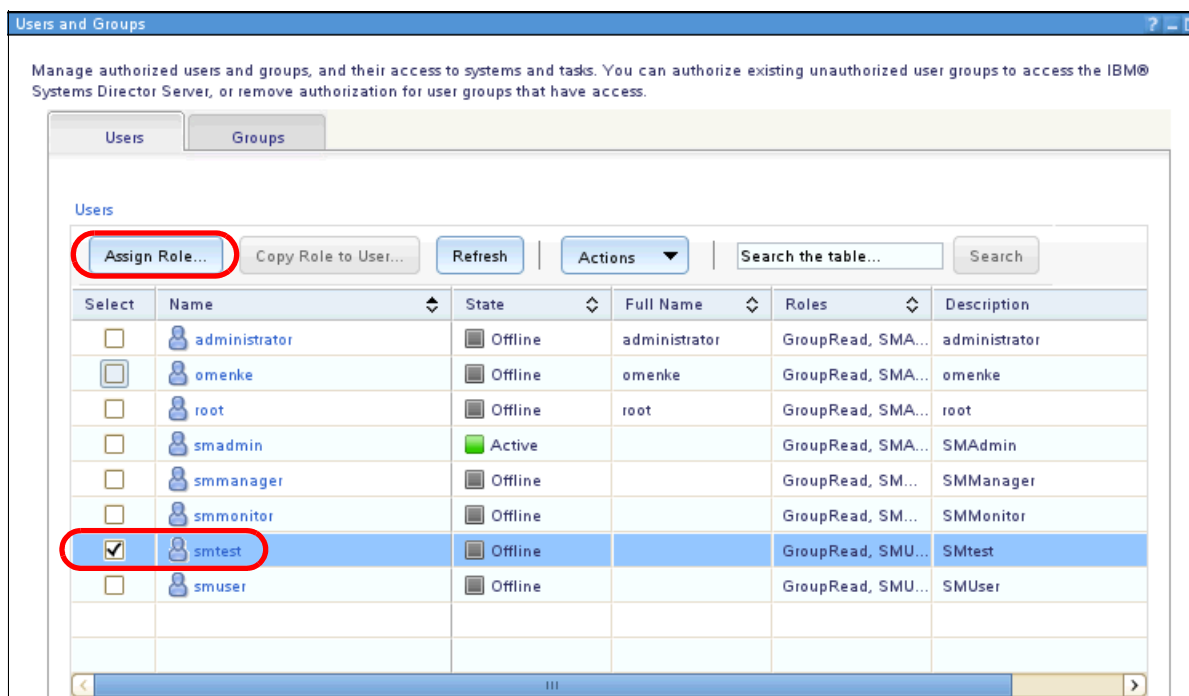 Users and Groups
?
Manage authorized users and groups, and their access to systems and tasks. You can authorize existing unauthorized user groups to access the IBM®
Systems Director Server, or remove authorization for user groups that have access.
Users Groups
Users
Assign Role... Copy Role to User... Refresh | Actions | Search the table... Search
Select Name State Full Name Roles Description
administrator Offline administrator GroupRead, SMA... administrator
omenke Offline omenke GroupRead, SMA... omenke
root Offline root GroupRead, SMA... root
smadmin Active GroupRead, SMA... SMAdmin
smmanager Offline GroupRead, SM... SMManager
smmonitor Offline GroupRead, SM... SMMonitor
smtest Offline GroupRead, SMU... SMtest
smuser Offline GroupRead, SMU... SMUser